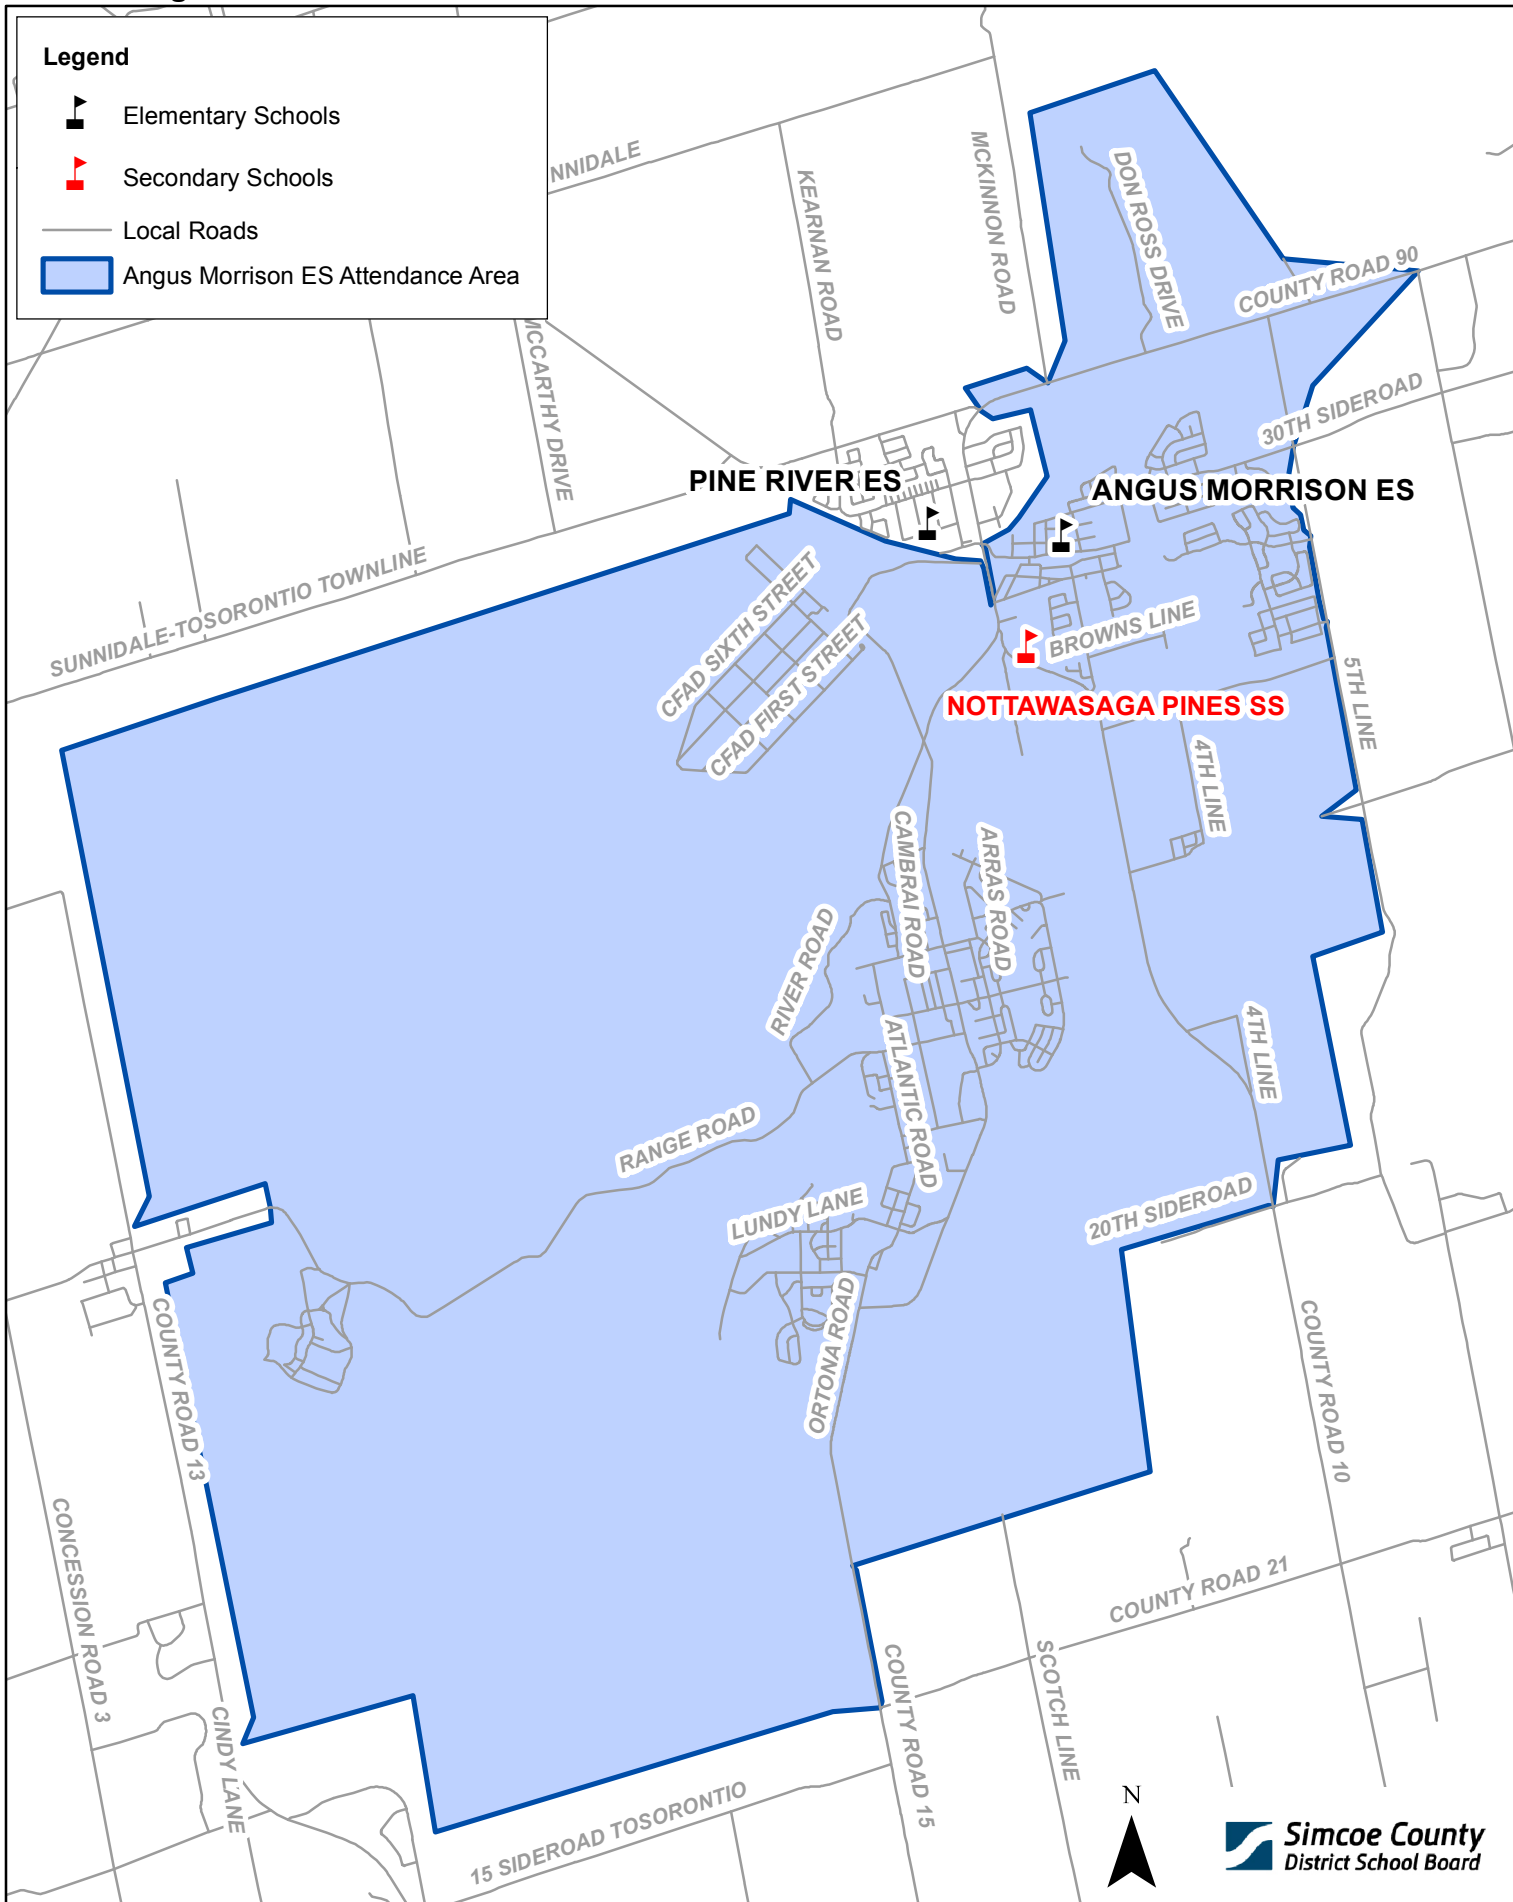 Legend
Elementary Schools
Secondary Schools
Local Roads
Angus Morrison ES Attendance Area
NNIDALE
KEARNAN ROAD
MCKINNON ROAD
DON ROSS DRIVE
COUNTY ROAD 90
MCCARTHY DRIVE
30TH SIDEROAD
PINE RIVER ES
ANGUS MORRISON ES
SUNNIDALE-TOSORONTIO TOWNLINE
CFAD SIXTH STREET
CFAD FIRST STREET
BROWNS LINE
NOTTAWASAGA PINES SS
5TH LINE
4TH LINE
CAMBRAI ROAD
ARRAS ROAD
RIVER ROAD
ATLANTIC ROAD
4TH LINE
RANGE ROAD
LUNDY LANE
20TH SIDEROAD
ORTONA ROAD
COUNTY ROAD 13
COUNTY ROAD 10
CONCESSION ROAD 3
COUNTY ROAD 21
CINDY LANE
COUNTY ROAD 15
SCOTCH LINE
15 SIDEROAD TOSORONTIO
N
Simcoe County
District School Board